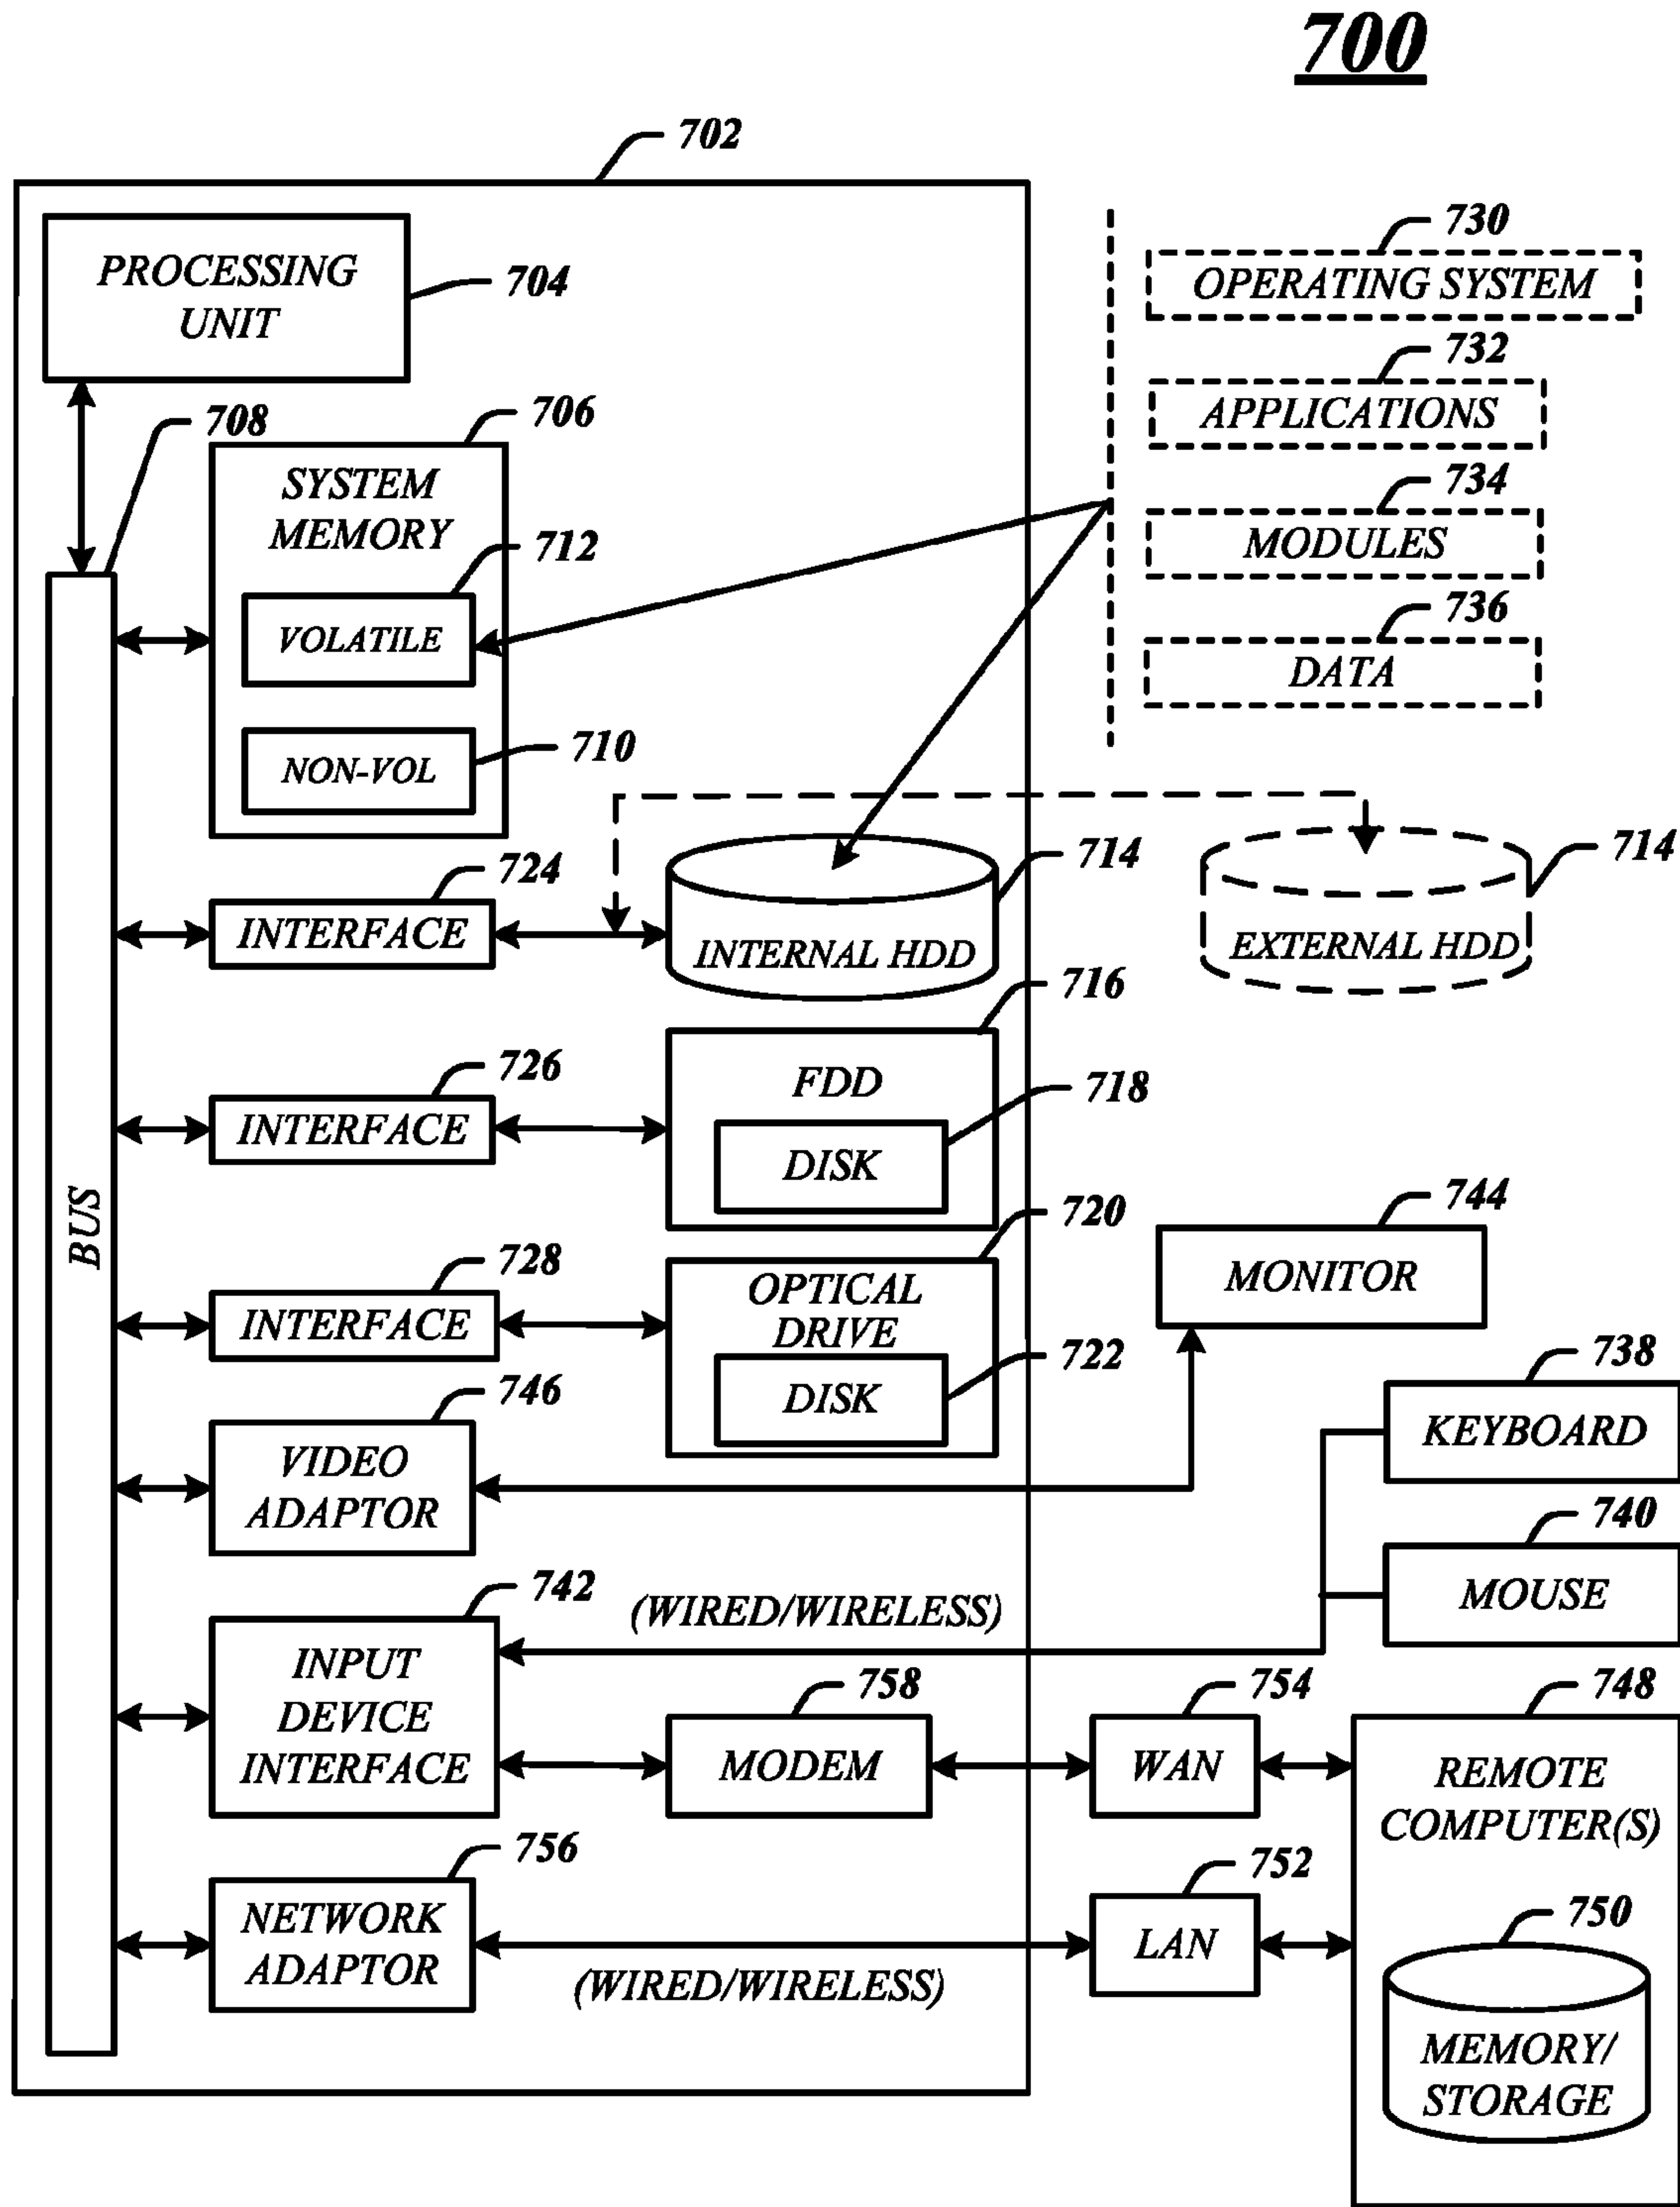 700
702
PROCESSING
UNIT
704
730
OPERATING SYSTEM
732
APPLICATIONS
734
MODULES
736
DATA
708
706
SYSTEM
MEMORY
712
VOLATILE
710
NON-VOL
724
INTERFACE
714
INTERNAL HDD
714
EXTERNAL HDD
716
FDD
726
INTERFACE
718
DISK
BUS
720
OPTICAL
DRIVE
728
INTERFACE
722
DISK
744
MONITOR
746
VIDEO
ADAPTOR
738
KEYBOARD
740
MOUSE
742
INPUT
DEVICE
INTERFACE
(WIRED/WIRELESS)
758
MODEM
754
WAN
748
REMOTE
COMPUTER(S)
756
NETWORK
ADAPTOR
(WIRED/WIRELESS)
752
LAN
750
MEMORY/
STORAGE